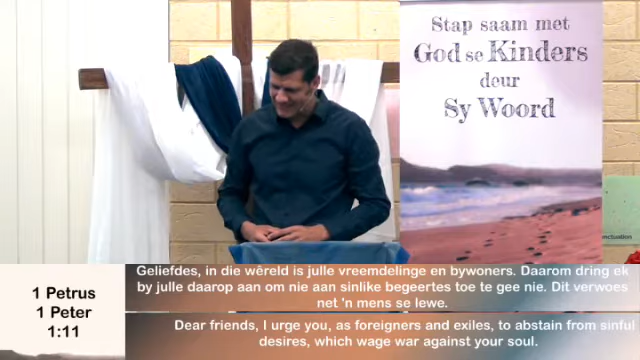 Stap saam met
God se Kinders
deur
Sy Woord
nctuation
Geliefdes, in die wêreld is julle vreemdelinge en bywoners. Daarom dring ek
by julle daarop aan om nie aan sinlike begeertes toe te gee nie. Dit verwoes
net 'n mens se lewe.
1 Petrus
1 Peter
1:11
Dear friends, I urge you, as foreigners and exiles, to abstain from sinful
desires, which wage war against your soul.